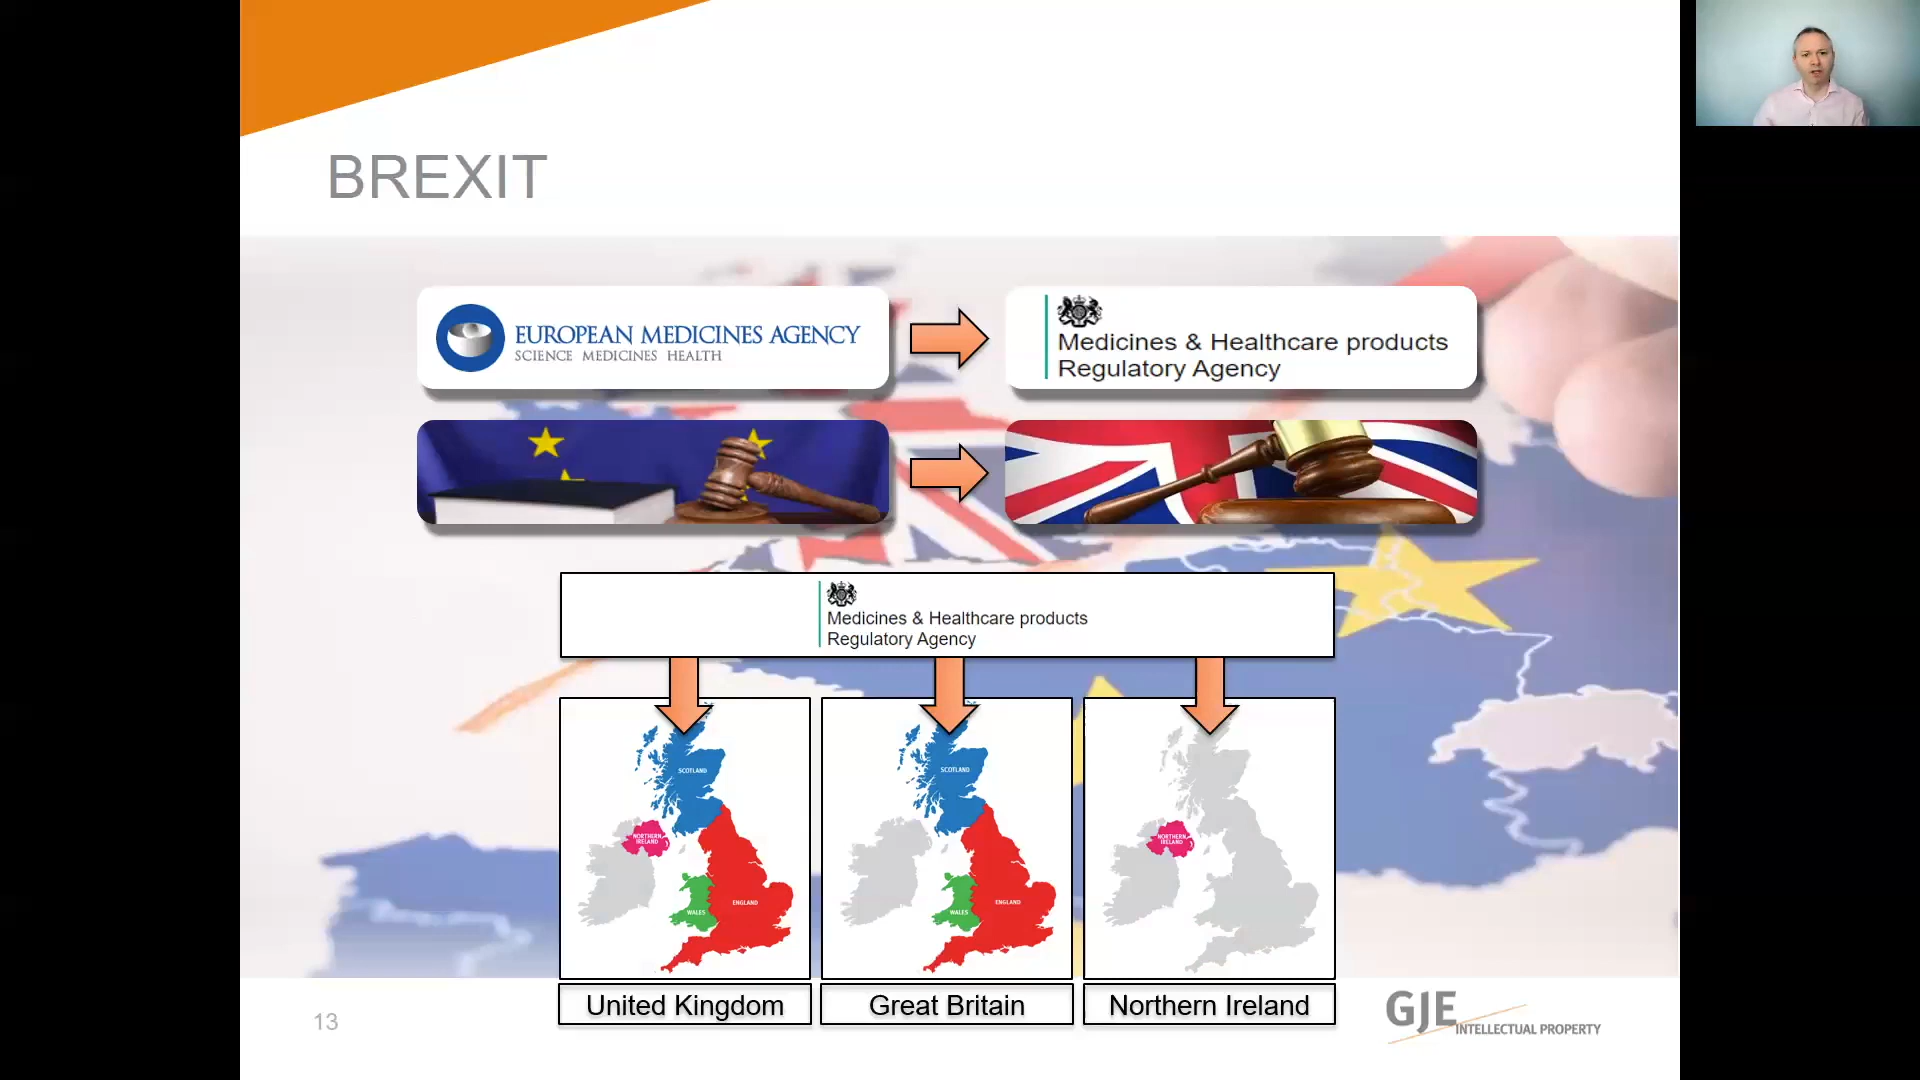 BREXIT
EUROPEAN MEDICINES AGENCY
SCIENCE MEDICINES HEALTH
Medicines & Healthcare products
Regulatory Agency
Medicines & Healthcare products
Regulatory Agency
SCOTLAND
NORTHERN
IRELAND
WALES
ENGLAND
SCOTLAND
WALES
ENGLAND
NORTHERN
IRELAND
United Kingdom
Great Britain
Northern Ireland
13
GJE
INTELLECTUAL PROPERTY